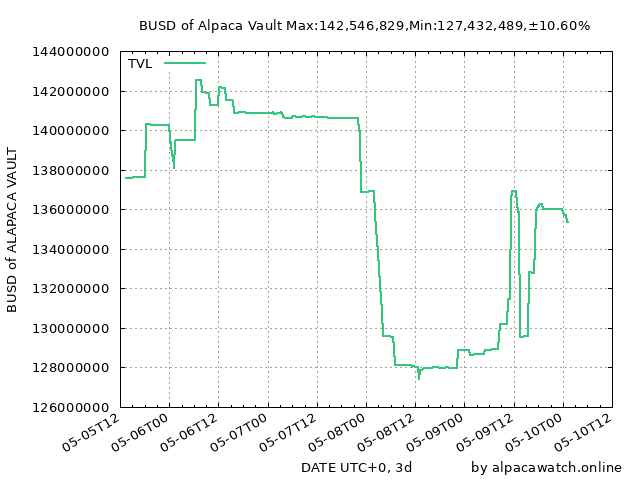 BUSD of Alpaca Vault Max:142,546,829,Min:127,432,489,±10.60%
TVL
144000000
142000000
140000000
138000000
136000000
134000000
132000000
130000000
128000000
126000000
BUSD of ALAPACA VAULT
05-05T12
05-06T00
05-06T12
05-07T00
05-07T12
05-08T00
05-08T12
05-09T00
05-09T12
05-10T00
05-10T12
DATE UTC+0, 3d
by alpacawatch.online